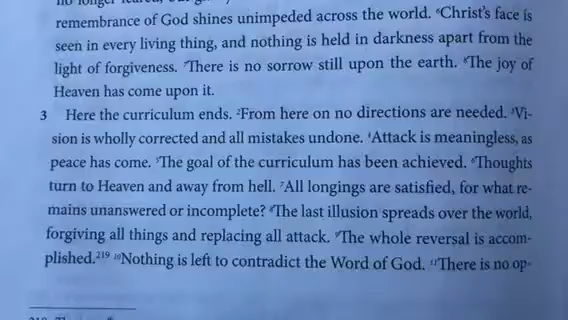 remembrance of God shines unimpeded across the world. ⁶Christ's face is
seen in every living thing, and nothing is held in darkness apart from the
light of forgiveness. ⁷There is no sorrow still upon the earth. ⁸The joy of
Heaven has come upon it.
3 Here the curriculum ends. ²From here on no directions are needed. ³Vi-
sion is wholly corrected and all mistakes undone. ⁴Attack is meaningless, as
peace has come. ⁵The goal of the curriculum has been achieved. ⁶Thoughts
turn to Heaven and away from hell. ⁷All longings are satisfied, for what re-
mains unanswered or incomplete? ⁸The last illusion spreads over the world,
forgiving all things and replacing all attack. ⁹The whole reversal is accom-
plished.²¹⁹ ¹⁰Nothing is left to contradict the Word of God. ¹¹There is no op-